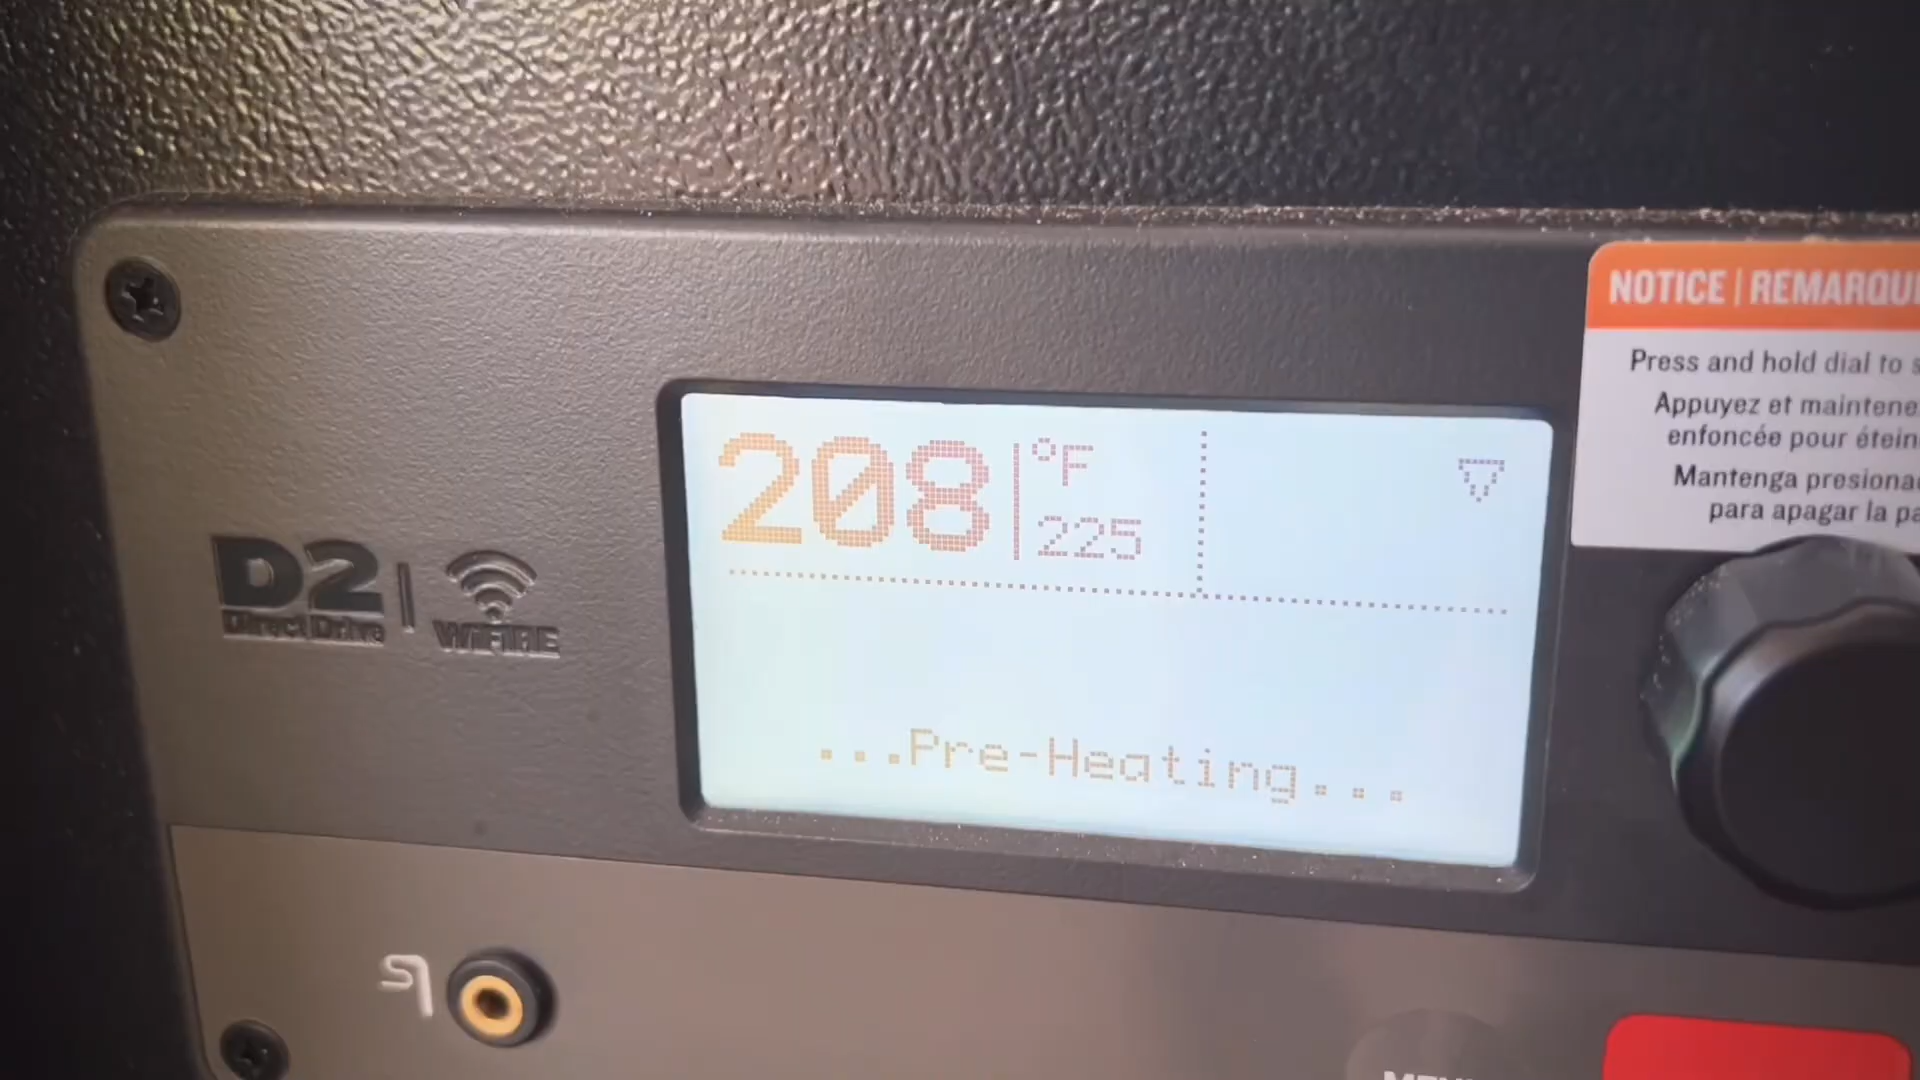 NOTICE | REMARQU
Press and hold dial to s
Appuyez et maintene
enfoncée pour étein
Mantenga presiona
para apagar la pa
208 °F
225
D2
Direct Drive
WiFIRE
...Pre-Heating...
MENU